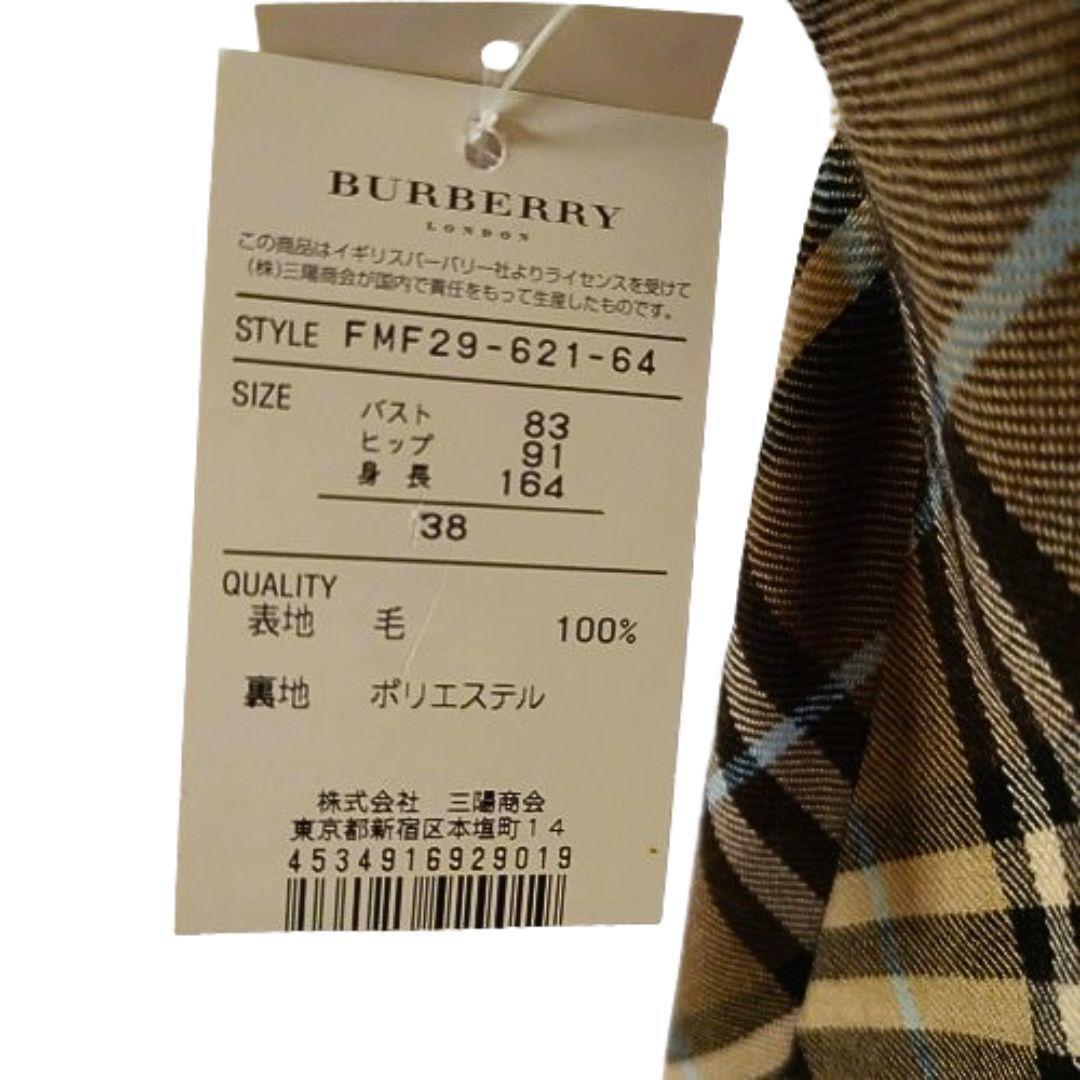 BURBERRY
LONDON
この商品はイギリスバーバリー社よりライセンスを受けて
(株)三陽商会が国内で責任をもって生産したものです。
STYLE FMF29-621-64
SIZE
バスト 83
ヒップ 91
身長 164
38
QUALITY
表地 毛 100%
裏地 ポリエステル
株式会社 三陽商会
東京都新宿区本塩町14
4534916929019